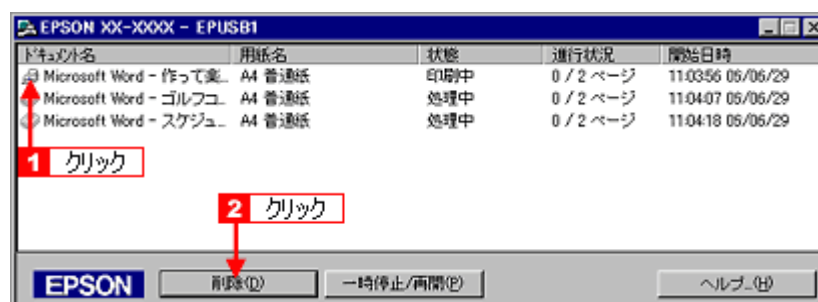 EPSON XX-XXXX - EPUSB1
ドキュメント名 用紙名 状態 進行状況 開始日時
Microsoft Word - 作って楽... A4 普通紙 印刷中 0 / 2 ページ 11:03:56 05/06/29
Microsoft Word - ゴルフコ... A4 普通紙 処理中 0 / 2 ページ 11:04:07 05/06/29
Microsoft Word - スケジュ... A4 普通紙 処理中 0 / 2 ページ 11:04:18 05/06/29
1 クリック
2 クリック
EPSON 削除(D) 一時停止/再開(P) ヘルプ...(H)